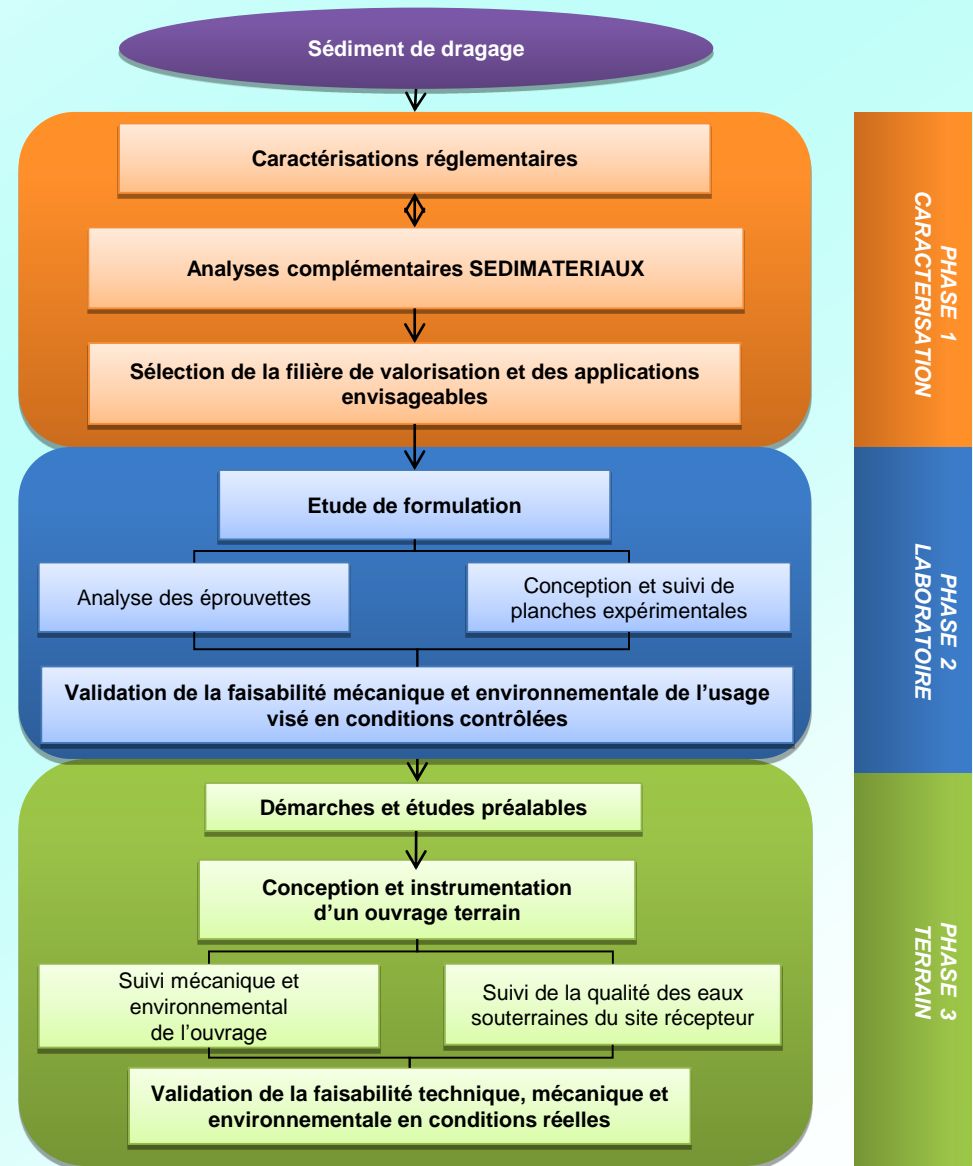 Sédiment de dragage
Caractérisations réglementaires
Analyses complémentaires SEDIMATERIAUX
Sélection de la filière de valorisation et des applications
envisageables
PHASE 1
CARACTERISATION
Etude de formulation
Analyse des éprouvettes
Conception et suivi de
planches expérimentales
Validation de la faisabilité mécanique et environnementale de l'usage
visé en conditions contrôlées
PHASE 2
LABORATOIRE
Démarches et études préalables
Conception et instrumentation
d'un ouvrage terrain
Suivi mécanique et
environnemental
de l'ouvrage
Suivi de la qualité des eaux
souterraines du site récepteur
Validation de la faisabilité technique, mécanique et
environnementale en conditions réelles
PHASE 3
TERRAIN